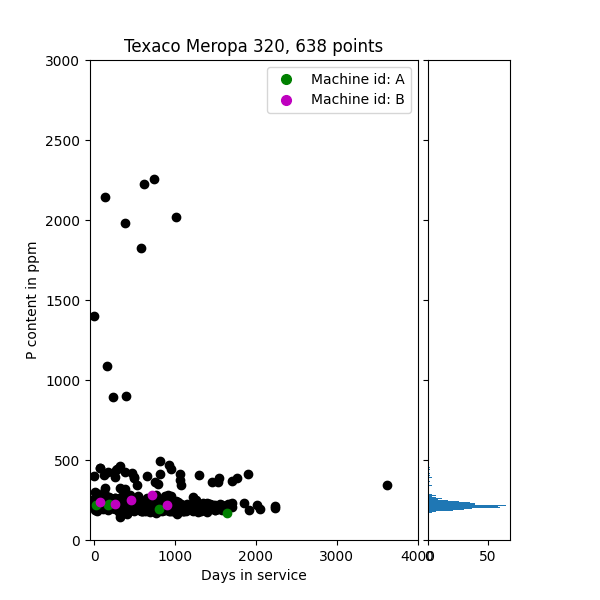 Texaco Meropa 320, 638 points
Machine id: A
Machine id: B
P content in ppm
3000
2500
2000
1500
1000
500
0
0 1000 2000 3000 4000
0 50
Days in service